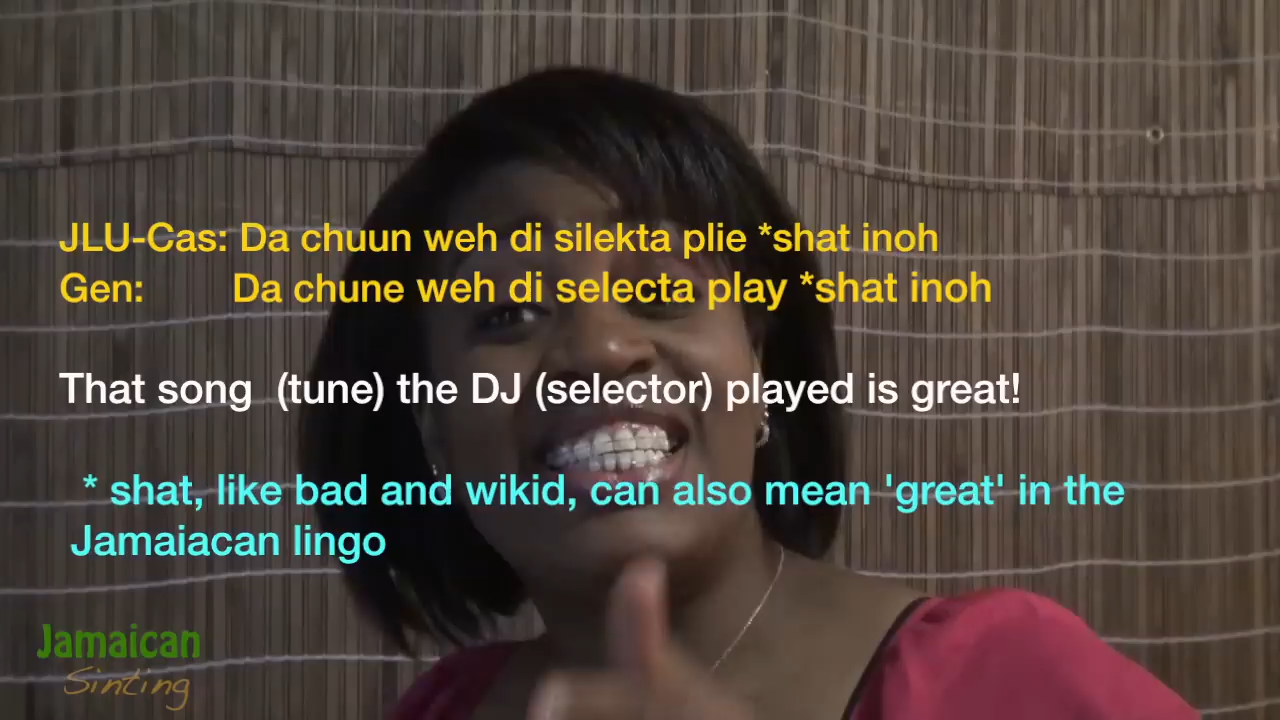 JLU-Cas: Da chuun weh di silekta plie *shat inoh
Gen: Da chune weh di selecta play *shat inoh
That song (tune) the DJ (selector) played is great!
* shat, like bad and wikid, can also mean 'great' in the
Jamaiacan lingo
Jamaican
Sinting